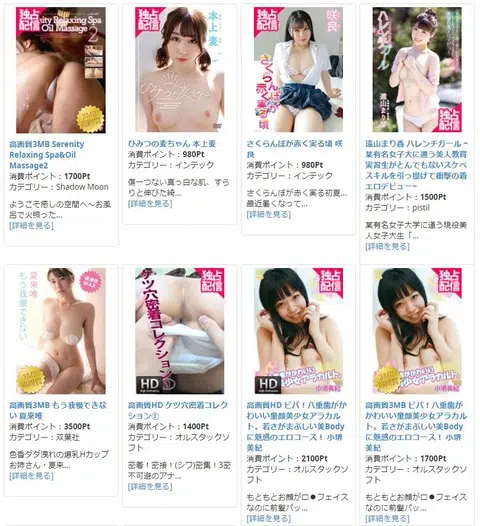 独占配信
Serenity
Relaxing Spa
& Oil Massage
2
高画質3MB Serenity
Relaxing Spa&Oil
Massage2
消費ポイント：1700Pt
カテゴリー：Shadow Moon
ようこそ癒しの空間へ～お風
呂で火照った...
[詳細を見る]
本上麦
ひみつの麦ちゃん 本上麦
消費ポイント：980Pt
カテゴリー：インテック
傷一つない真っ白な肌、すら
りと伸びた綺...
[詳細を見る]
独占配信
咲良
さくらんぼが赤く実る頃
さくらんぼが赤く実る頃 咲
良
消費ポイント：980Pt
カテゴリー：インテック
さくらんぼが赤く実る初夏...
最近暑くなって...
[詳細を見る]
独占配信
ハレンチガール
遠山まり香
遠山まり香 ハレンチガール ~
某有名女子大に通う美人教育
実習生がとんでもないスケベ
スキルを引っ提げて衝撃の着
エロデビュー~
消費ポイント：1500Pt
カテゴリー：pistil
某有名女子大学に通う現役美
人女子大生「...
[詳細を見る]
夏来唯
もう我慢できない
高画質3MB もう我慢できな
い 夏来唯
消費ポイント：3500Pt
カテゴリー：双葉社
色香ダダ洩れの爆乳Hカップ
お姉さん・夏来...
[詳細を見る]
ケツ穴密着コレクション①
独占配信
HD
高画質HD ケツ穴密着コレク
ション①
消費ポイント：1400Pt
カテゴリー：オルスタックソ
フト
密着！密接！(シワ)密集！3密
不可避のアナ...
[詳細を見る]
独占配信
HD
小堺美紀
高画質HD ビバ！八重歯がか
わいい童顔美少女アラカル
ト。若さがまぶしい美Body
に魅惑のエロコース！ 小堺
美紀
消費ポイント：2100Pt
カテゴリー：オルスタックソ
フト
もともとお顔がロ●フェイス
なのに前髪パッ...
[詳細を見る]
独占配信
小堺美紀
高画質3MB ビバ！八重歯が
かわいい童顔美少女アラカル
ト。若さがまぶしい美Body
に魅惑のエロコース！ 小堺
美紀
消費ポイント：1700Pt
カテゴリー：オルスタックソ
フト
もともとお顔がロ●フェイス
なのに前髪パッ...
[詳細を見る]